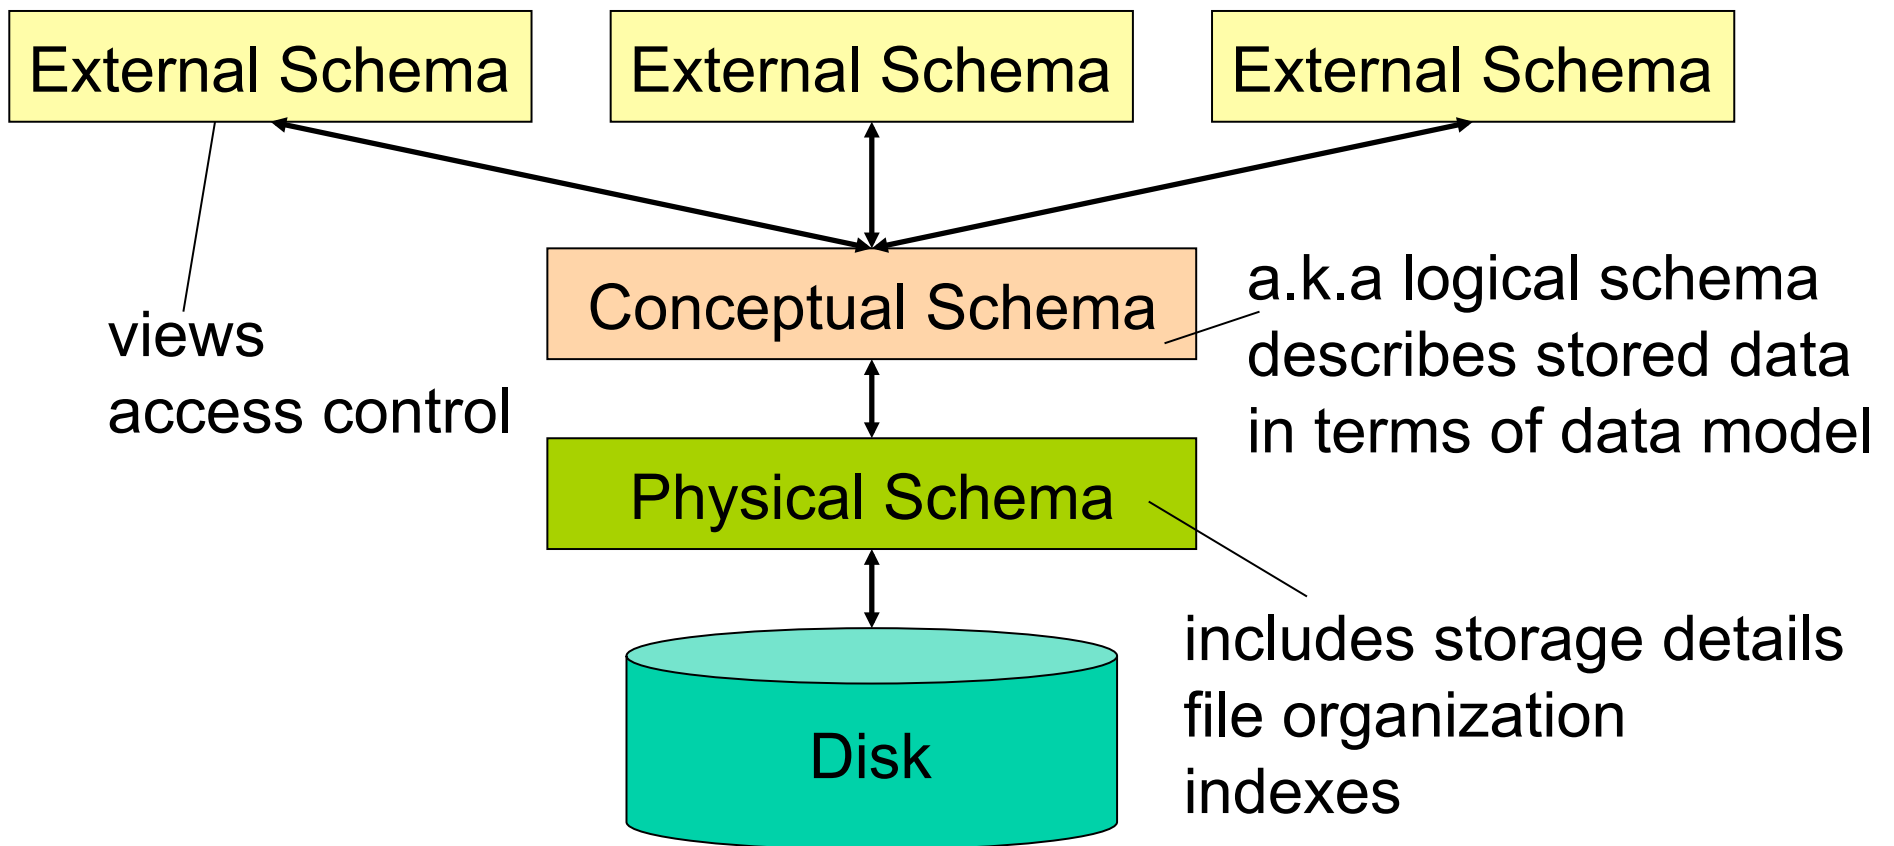 External Schema
External Schema
External Schema
views
access control
Conceptual Schema
a.k.a logical schema
describes stored data
in terms of data model
Physical Schema
includes storage details
file organization
indexes
Disk